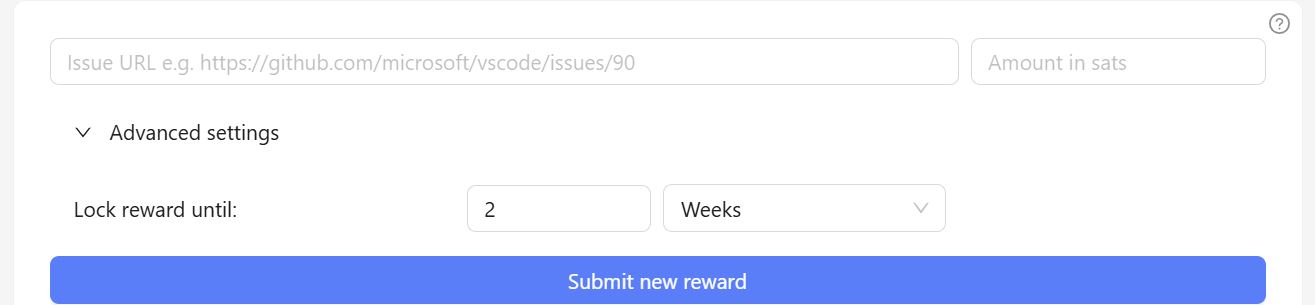 Issue URL e.g. https://github.com/microsoft/vscode/issues/90 Amount in sats
Advanced settings
Lock reward until: 2 Weeks
Submit new reward